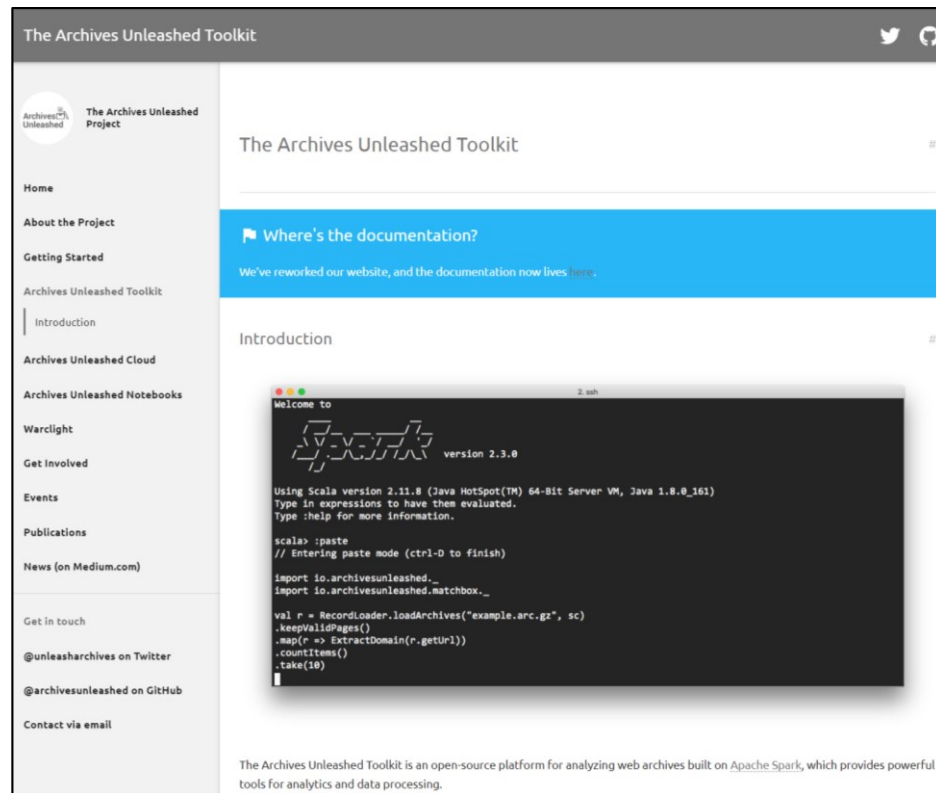 The Archives Unleashed Toolkit
Archives
Unleashed
The Archives Unleashed
Project
Home
About the Project
Getting Started
Archives Unleashed Toolkit
Introduction
Archives Unleashed Cloud
Archives Unleashed Notebooks
Warclight
Get Involved
Events
Publications
News (on Medium.com)
Get in touch
@unleasharchives on Twitter
@archivesunleashed on GitHub
Contact via email
The Archives Unleashed Toolkit
#
Where's the documentation?
We've reworked our website, and the documentation now lives here.
Introduction
#
2. ssh
Welcome to
Spark version 2.3.0
Using Scala version 2.11.8 (Java HotSpot(TM) 64-Bit Server VM, Java 1.8.0_161)
Type in expressions to have them evaluated.
Type :help for more information.
scala> :paste
// Entering paste mode (ctrl-D to finish)
import io.archivesunleashed._
import io.archivesunleashed.matchbox._
val r = RecordLoader.loadArchives("example.arc.gz", sc)
.keepValidPages()
.map(r => ExtractDomain(r.getUrl))
.countItems()
.take(10)
The Archives Unleashed Toolkit is an open-source platform for analyzing web archives built on Apache Spark, which provides powerful
tools for analytics and data processing.